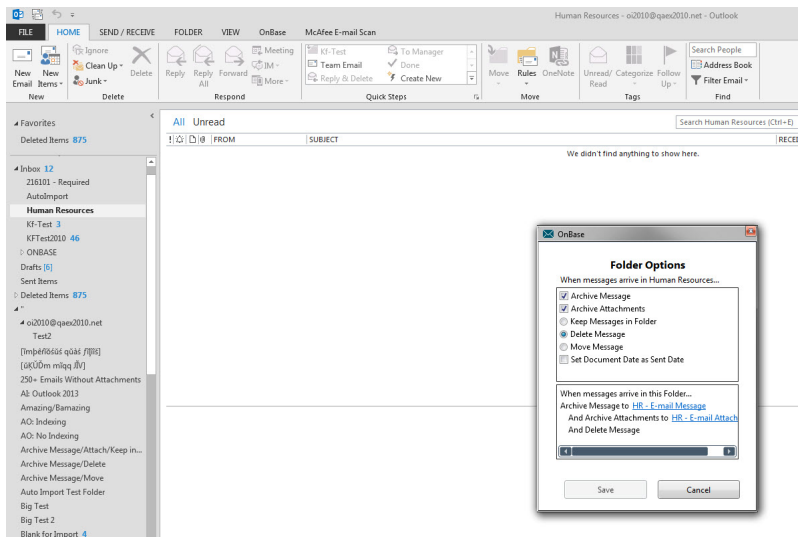 Human Resources - oi2010@qaex2010.net - Outlook
FILE HOME SEND / RECEIVE FOLDER VIEW OnBase McAfee E-mail Scan
Ignore
Clean Up
Junk
Delete
New Email
New Items
Reply
Reply All
Forward
Meeting
IM
More
Kf-Test
Team Email
Reply & Delete
To Manager
Done
Create New
Move
Rules
OneNote
Unread/ Read
Categorize
Follow Up
Search People
Address Book
Filter Email
New Delete Respond Quick Steps Move Tags Find
Favorites
Deleted Items 875
Inbox 12
216101 - Required
AutoImport
Human Resources
Kf-Test 3
KFTest2010 46
ONBASE
Drafts [6]
Sent Items
Deleted Items 875
"
oi2010@qaex2010.net
Test2
250+ Emails Without Attachments
AI: Outlook 2013
Amazing/Bamazing
AO: Indexing
AO: No Indexing
Archive Message/Attach/Keep in...
Archive Message/Delete
Archive Message/Move
Auto Import Test Folder
Big Test
Big Test 2
Blank for Import 4
All Unread
Search Human Resources (Ctrl+E)
! FROM SUBJECT RECEI
We didn't find anything to show here.
OnBase
Folder Options
When messages arrive in Human Resources...
Archive Message
Archive Attachments
Keep Messages in Folder
Delete Message
Move Message
Set Document Date as Sent Date
When messages arrive in this Folder...
Archive Message to HR - E-mail Message
And Archive Attachments to HR - E-mail Attach
And Delete Message
Save Cancel